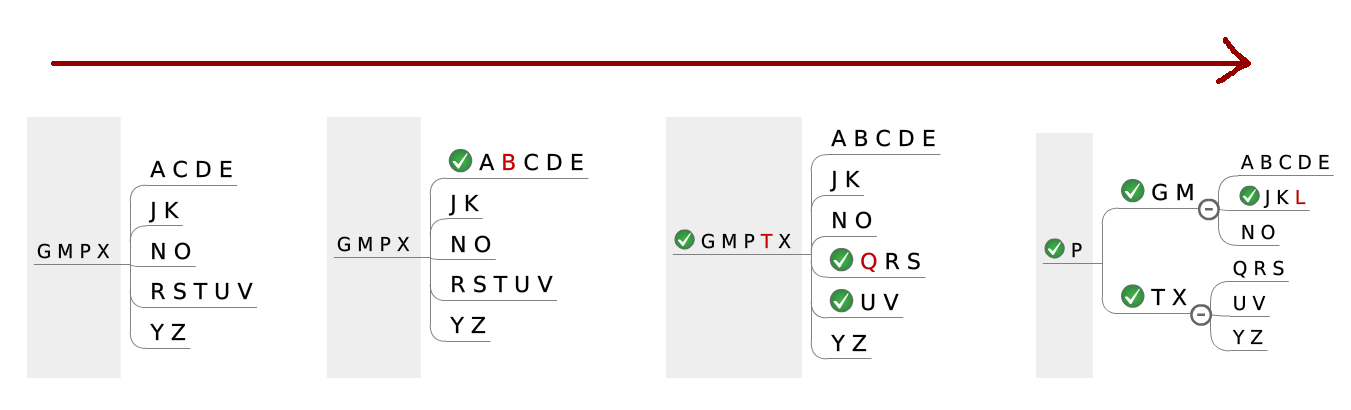 G M P X
A C D E
J K
N O
R S T U V
Y Z
G M P X
A B C D E
J K
N O
R S T U V
Y Z
G M P T X
A B C D E
J K
N O
Q R S
U V
Y Z
P
G M
A B C D E
J K L
N O
T X
Q R S
U V
Y Z